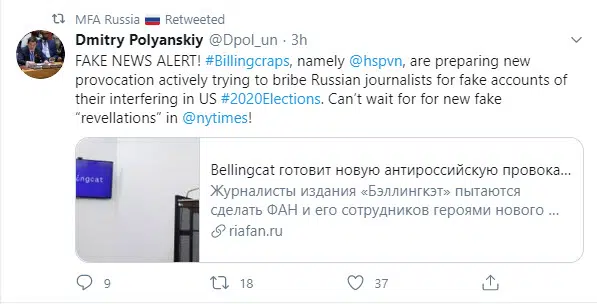 MFA Russia 🇷🇺 Retweeted
Dmitry Polyanskiy @Dpol_un · 3h
FAKE NEWS ALERT! #Billingcraps, namely @hspvn, are preparing new
provocation actively trying to bribe Russian journalists for fake accounts of
their interfering in US #2020Elections. Can't wait for for new fake
“revellations” in @nytimes!
ingcat
Bellingcat готовит новую антироссийскую провока...
Журналисты издания «Бэллингкэт» пытаются
сделать ФАН и его сотрудников героями нового ...
riafan.ru
9 18 37